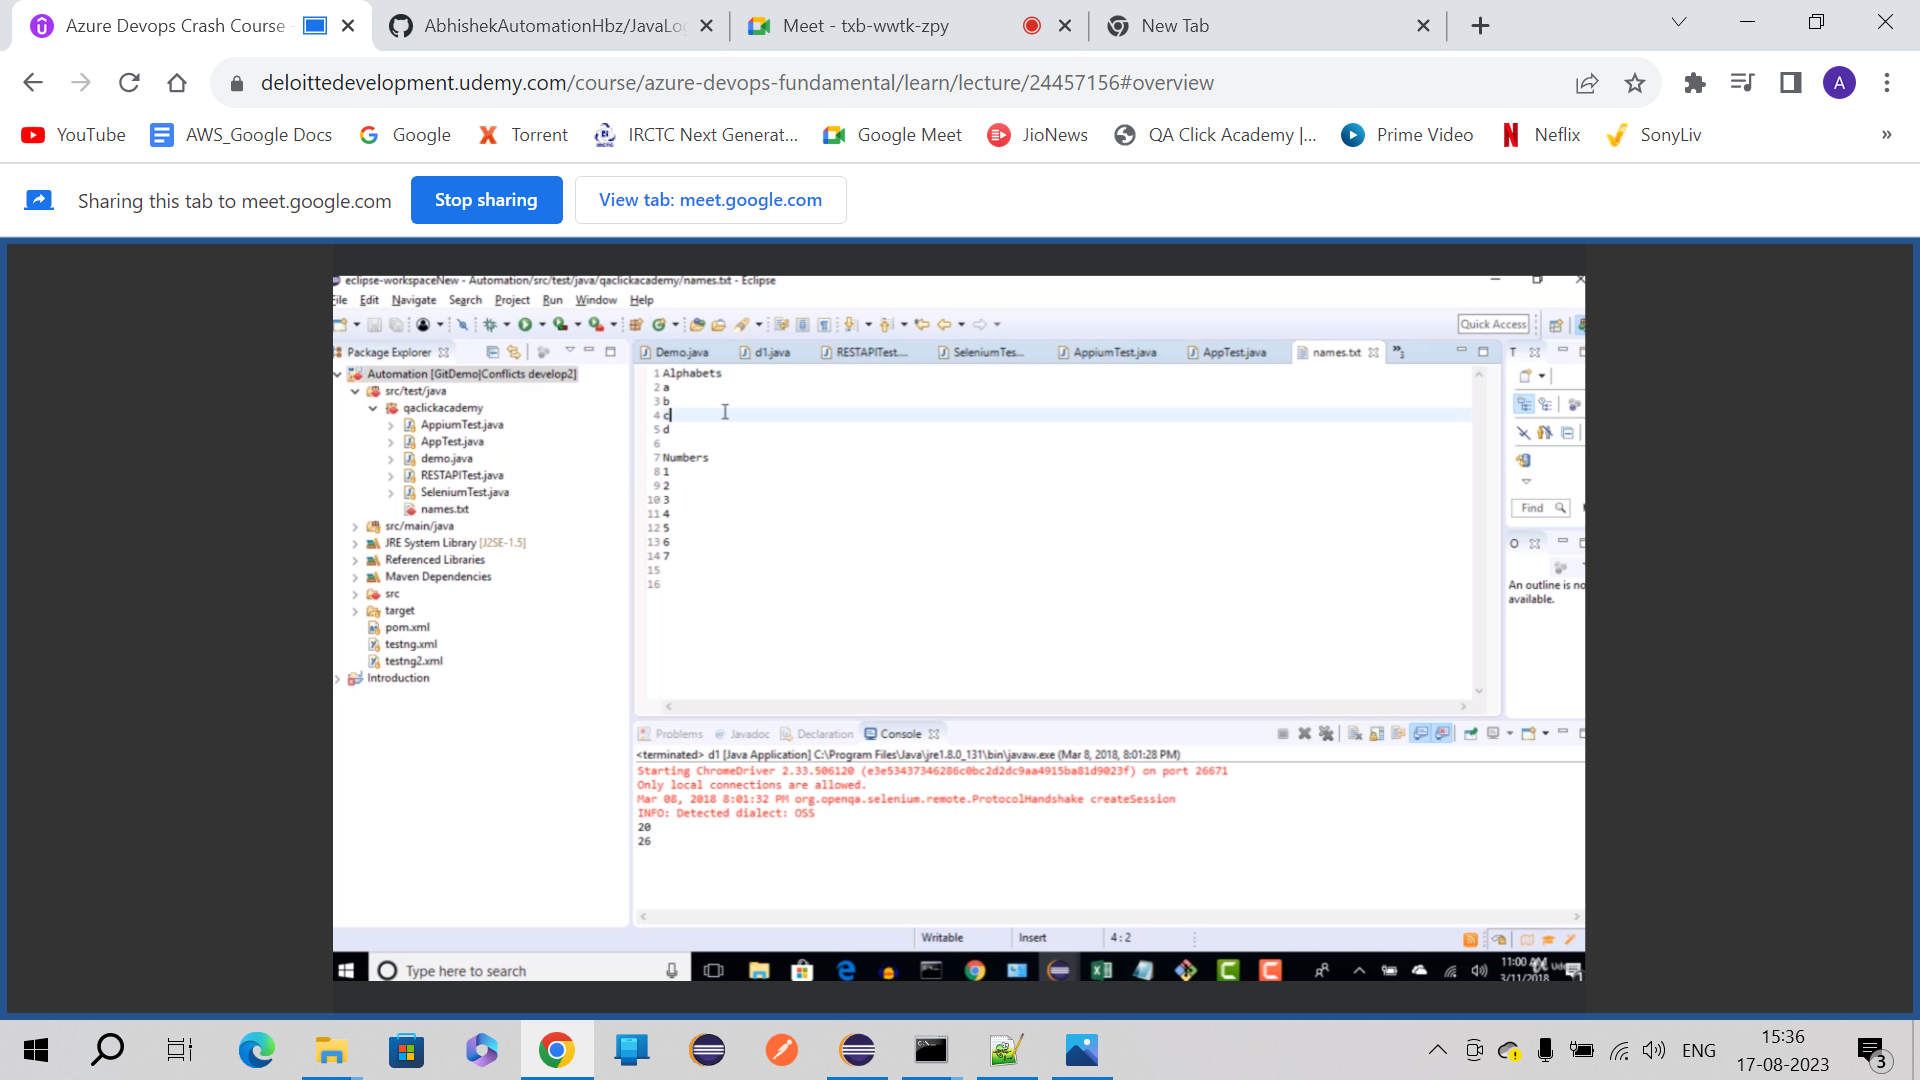 Azure Devops Crash Course
AbhishekAutomationHbz/JavaLog
Meet - txb-wwtk-zpy
New Tab
deloittedevelopment.udemy.com/course/azure-devops-fundamental/learn/lecture/24457156#overview
A
YouTube
AWS_Google Docs
Google
Torrent
IRCTC Next Generat...
Google Meet
JioNews
QA Click Academy |...
Prime Video
Neflix
SonyLiv
»
Sharing this tab to meet.google.com
Stop sharing
View tab: meet.google.com
eclipse-workspaceNew - Automation/src/test/java/qaclickacademy/names.txt - Eclipse
ile Edit Navigate Search Project Run Window Help
Quick Access
Package Explorer
Demo.java
d1.java
RESTAPITest....
SeleniumTes...
AppiumTest.java
AppTest.java
names.txt
»3
T
Automation [GitDemo|Conflicts develop2]
src/test/java
qaclickacademy
AppiumTest.java
AppTest.java
demo.java
RESTAPITest.java
SeleniumTest.java
names.txt
src/main/java
JRE System Library [J2SE-1.5]
Referenced Libraries
Maven Dependencies
src
target
pom.xml
testng.xml
testng2.xml
Introduction
1 Alphabets
2 a
3 b
4 c
5 d
6
7 Numbers
8 1
9 2
10 3
11 4
12 5
13 6
14 7
15
16
Find
O
An outline is no
available.
Problems
Javadoc
Declaration
Console
<terminated> d1 [Java Application] C:\Program Files\Java\jre1.8.0_131\bin\javaw.exe (Mar 8, 2018, 8:01:28 PM)
Starting ChromeDriver 2.33.506120 (e3e53437346286c0bc2d2dc9aa4915ba81d9023f) on port 26671
Only local connections are allowed.
Mar 08, 2018 8:01:32 PM org.openqa.selenium.remote.ProtocolHandshake createSession
INFO: Detected dialect: OSS
20
26
Writable
Insert
4 : 2
Type here to search
11:00 AM
3/11/2018
ENG
15:36
17-08-2023
3